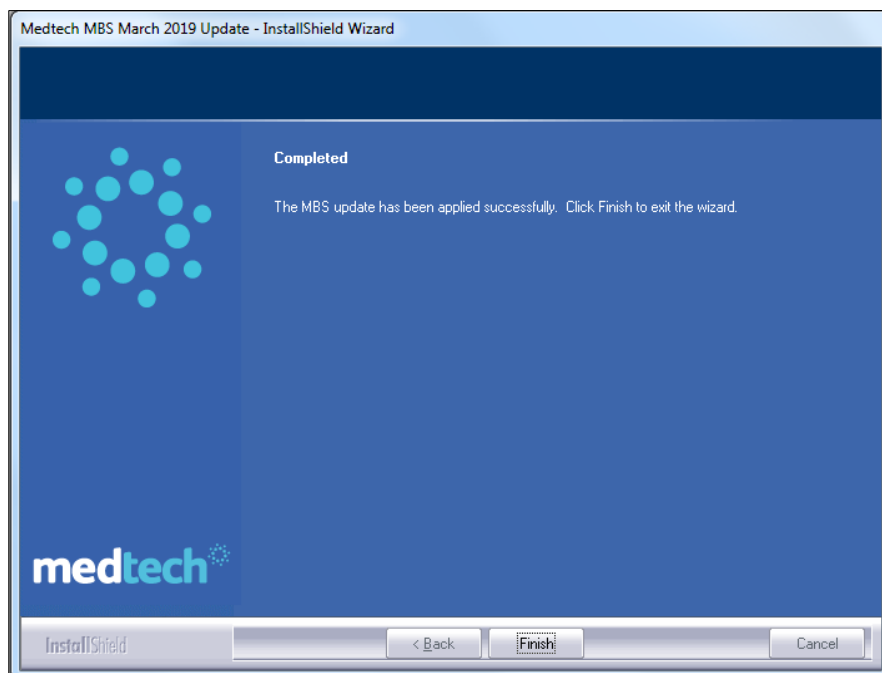 Medtech MBS March 2019 Update - InstallShield Wizard
Completed
The MBS update has been applied successfully. Click Finish to exit the wizard.
medtech
InstallShield
< Back
Finish
Cancel